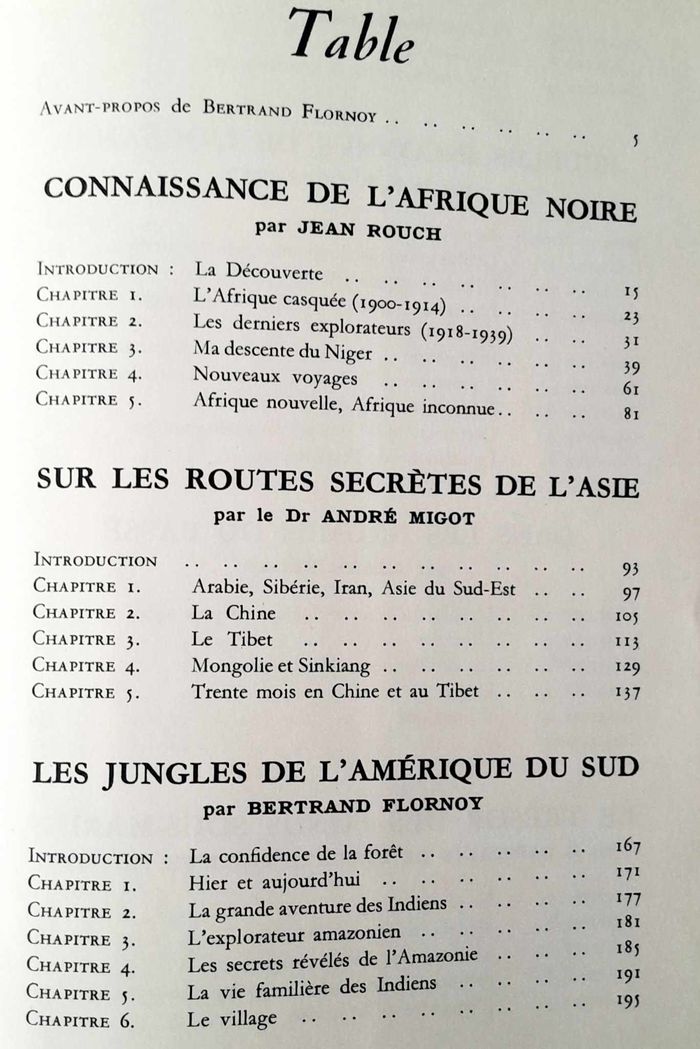 Table
Avant-propos de Bertrand Flornoy .. .. .. .. .. .. .. 5
CONNAISSANCE DE L'AFRIQUE NOIRE
par JEAN ROUCH
Introduction : La Découverte .. .. .. .. .. .. .. 15
Chapitre 1. L'Afrique casquée (1900-1914) .. .. .. .. 23
Chapitre 2. Les derniers explorateurs (1918-1939) .. .. 31
Chapitre 3. Ma descente du Niger .. .. .. .. .. .. 39
Chapitre 4. Nouveaux voyages .. .. .. .. .. .. 61
Chapitre 5. Afrique nouvelle, Afrique inconnue .. .. .. 81
SUR LES ROUTES SECRÈTES DE L'ASIE
par le Dr ANDRÉ MIGOT
Introduction .. .. .. .. .. .. .. .. .. .. .. 93
Chapitre 1. Arabie, Sibérie, Iran, Asie du Sud-Est .. .. 97
Chapitre 2. La Chine .. .. .. .. .. .. .. .. 105
Chapitre 3. Le Tibet .. .. .. .. .. .. .. .. 113
Chapitre 4. Mongolie et Sinkiang .. .. .. .. .. .. 129
Chapitre 5. Trente mois en Chine et au Tibet .. .. .. 137
LES JUNGLES DE L'AMÉRIQUE DU SUD
par BERTRAND FLORNOY
Introduction : La confidence de la forêt .. .. .. .. .. 167
Chapitre 1. Hier et aujourd'hui .. .. .. .. .. .. 171
Chapitre 2. La grande aventure des Indiens .. .. .. .. 177
Chapitre 3. L'explorateur amazonien .. .. .. .. .. 181
Chapitre 4. Les secrets révélés de l'Amazonie .. .. .. 185
Chapitre 5. La vie familière des Indiens .. .. .. .. 191
Chapitre 6. Le village .. .. .. .. .. .. .. .. 195